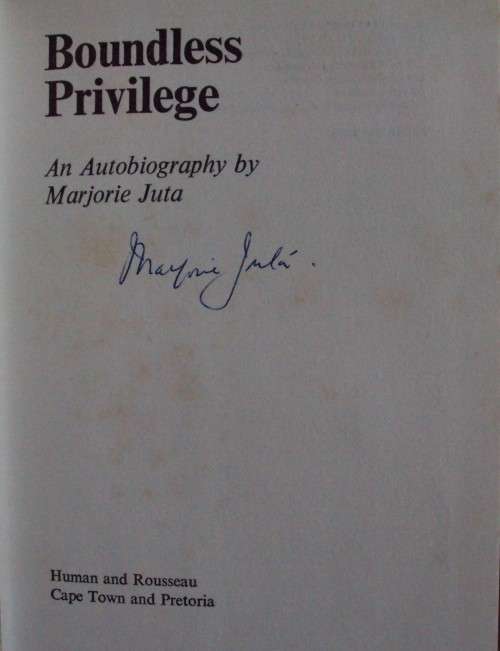 Boundless
Privilege
An Autobiography by
Marjorie Juta
Marjorie Juta.
Human and Rousseau
Cape Town and Pretoria